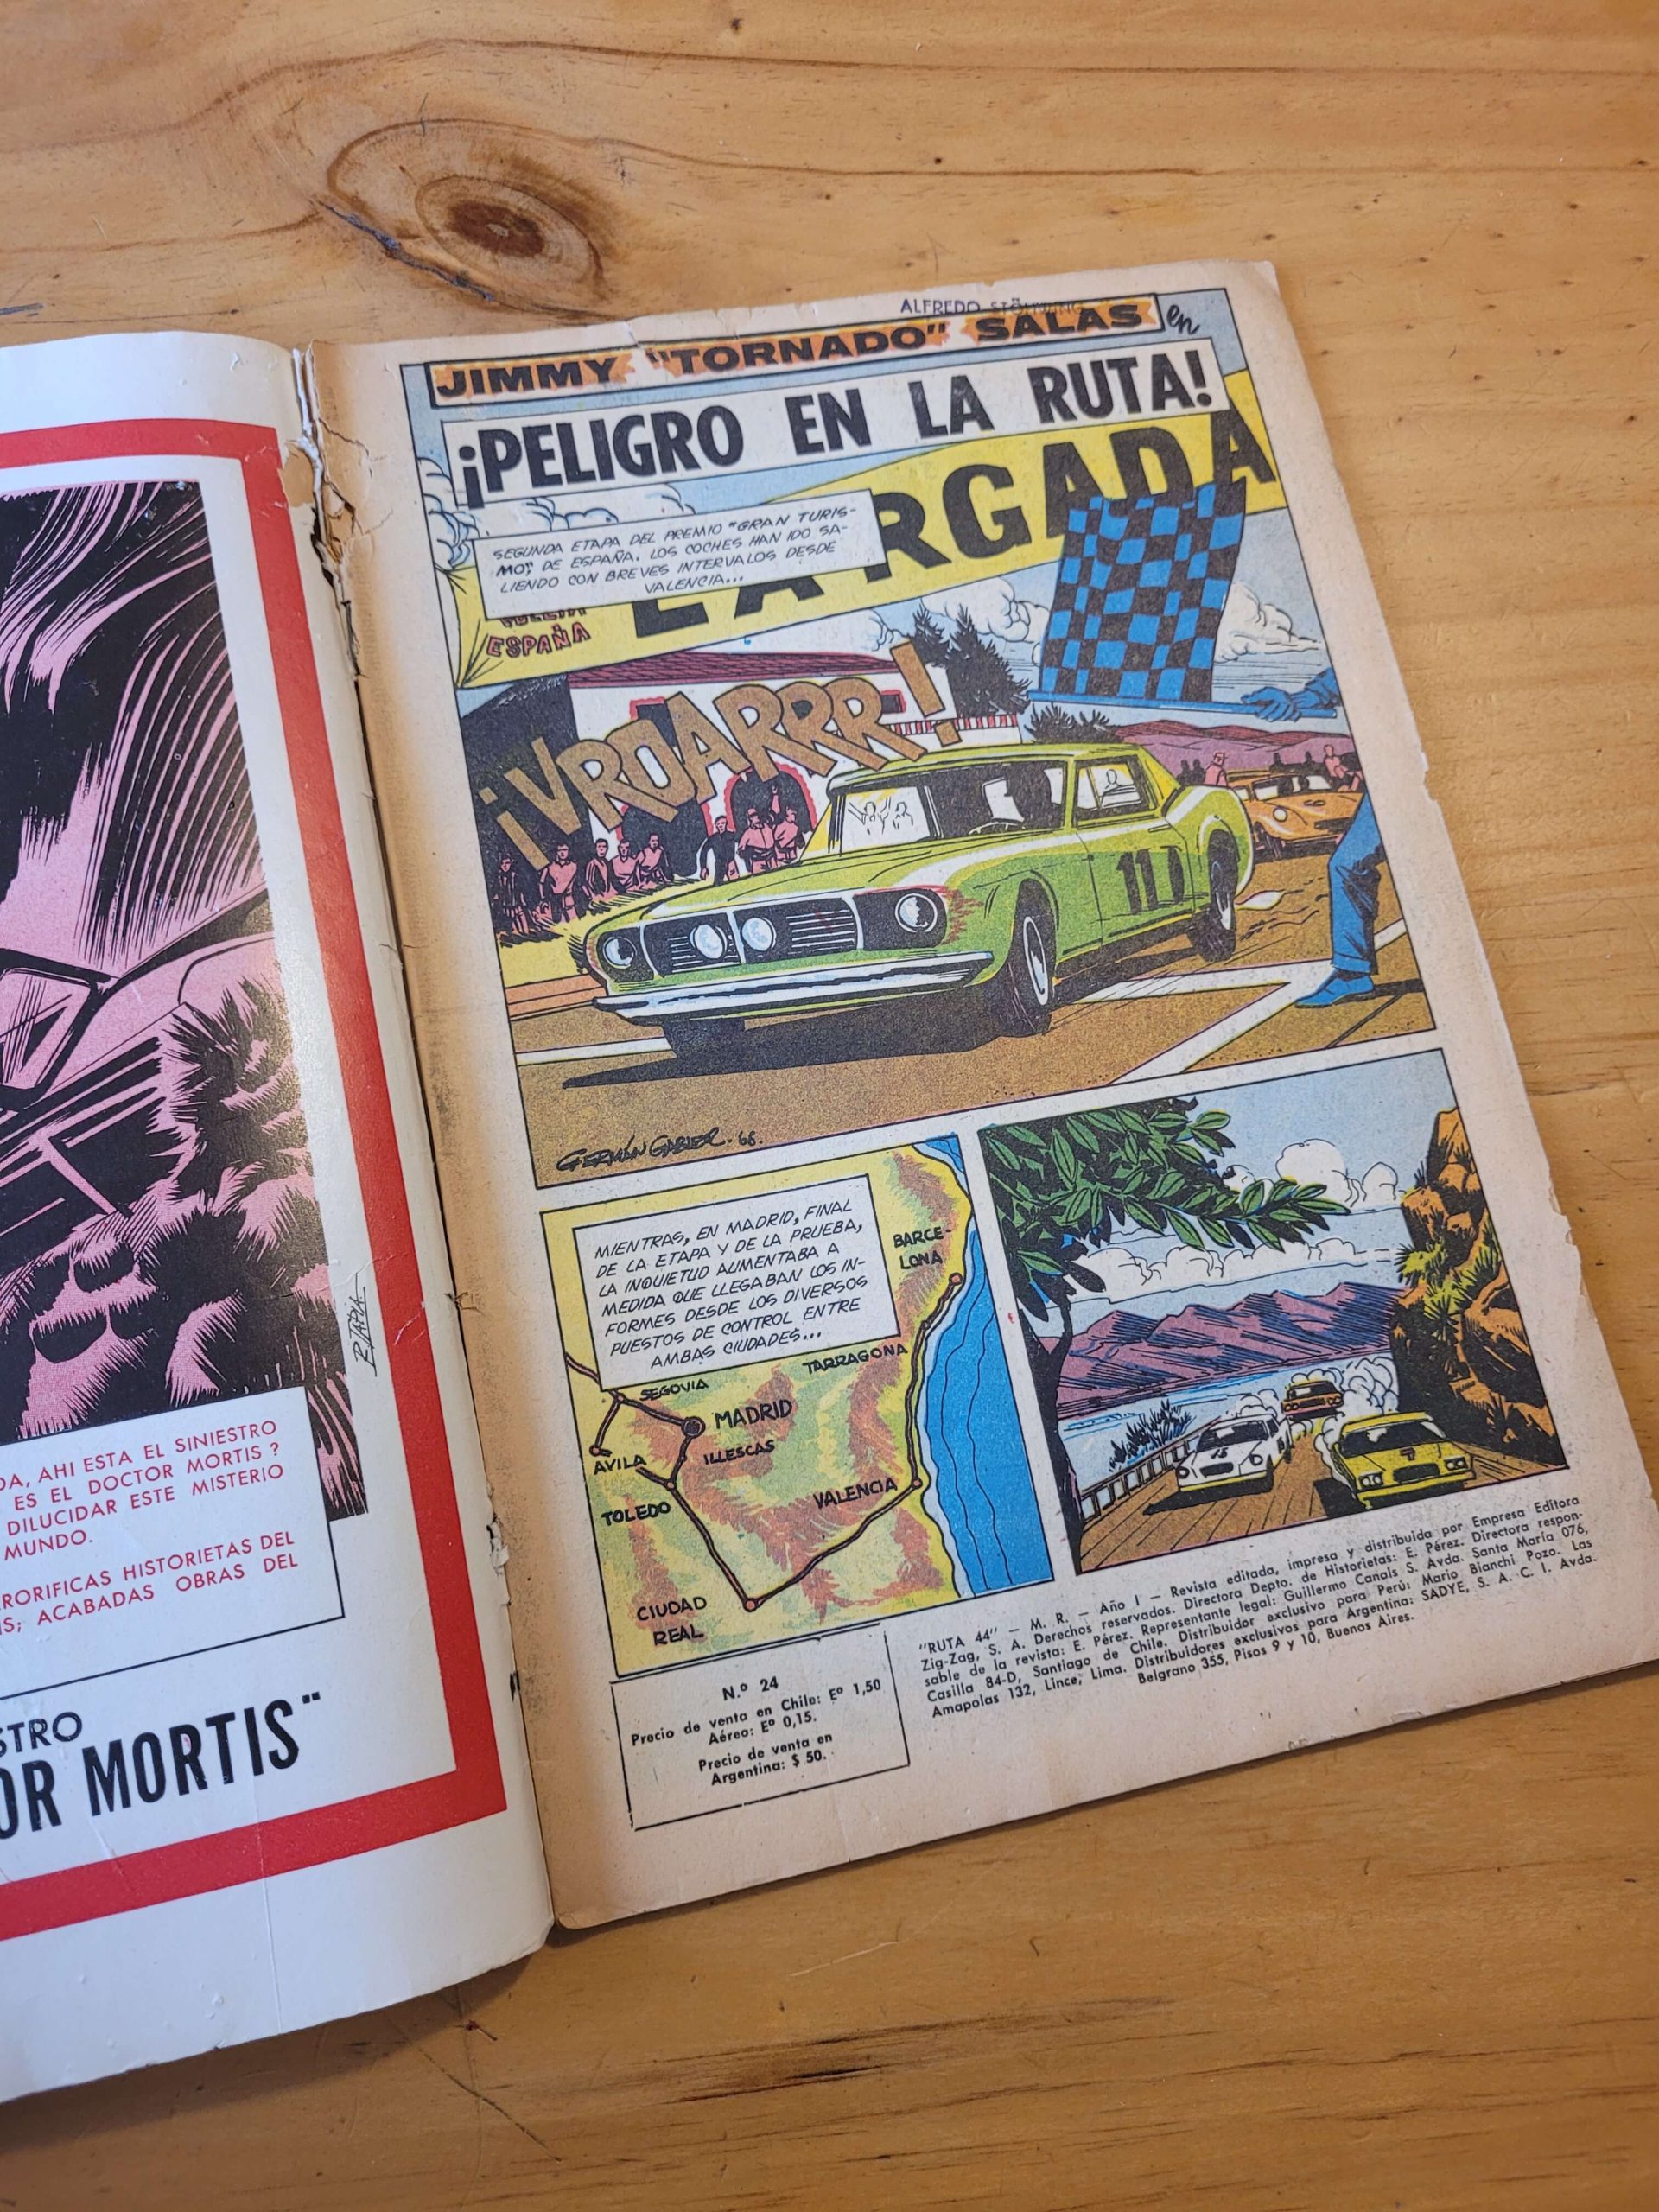 DA, AHI ESTA EL SINIESTRO
ES EL DOCTOR MORTIS ?
DILUCIDAR ESTE MISTERIO
MUNDO.
RRORIFICAS HISTORIETAS DEL
IS; ACABADAS OBRAS DEL
STRO
OR MORTIS"
ALFREDO
JIMMY "TORNADO" SALAS en
¡PELIGRO EN LA RUTA!
LARGADA
SEGUNDA ETAPA DEL PREMIO "GRAN TURIS-
MO", DE ESPAÑA. LOS COCHES HAN IDO SA-
LIENDO CON BREVES INTERVALOS DESDE
VALENCIA...
VUELTA
ESPAÑA
¡VROARRR!
11
GERMÁN GABLER. 68.
MIENTRAS, EN MADRID, FINAL
DE LA ETAPA Y DE LA PRUEBA,
LA INQUIETUD AUMENTABA A
MEDIDA QUE LLEGABAN LOS IN-
FORMES DESDE LOS DIVERSOS
PUESTOS DE CONTROL ENTRE
AMBAS CIUDADES...
BARCE-
LONA
TARRAGONA
SEGOVIA
MADRID
AVILA
ILLESCAS
TOLEDO
VALENCIA
CIUDAD
REAL
15
7
N.º 24
Precio de venta en Chile: Eº 1,50
Aéreo: Eº 0,15.
Precio de venta en
Argentina: $ 50.
"RUTA 44" — M. R. — Año I — Revista editada, impresa y distribuida por Empresa Editora
Zig-Zag, S. A. Derechos reservados. Directora Depto. de Historietas: E. Pérez. Directora respon-
sable de la revista: E. Pérez. Representante legal: Guillermo Canals S. Avda. Santa María 076,
Casilla 84-D, Santiago de Chile. Distribuidor exclusivo para Perú: Mario Bianchi Pozo. Las
Amapolas 132, Lince, Lima. Distribuidores exclusivos para Argentina: SADYE, S. A. C. I. Avda.
Belgrano 355, Pisos 9 y 10, Buenos Aires.